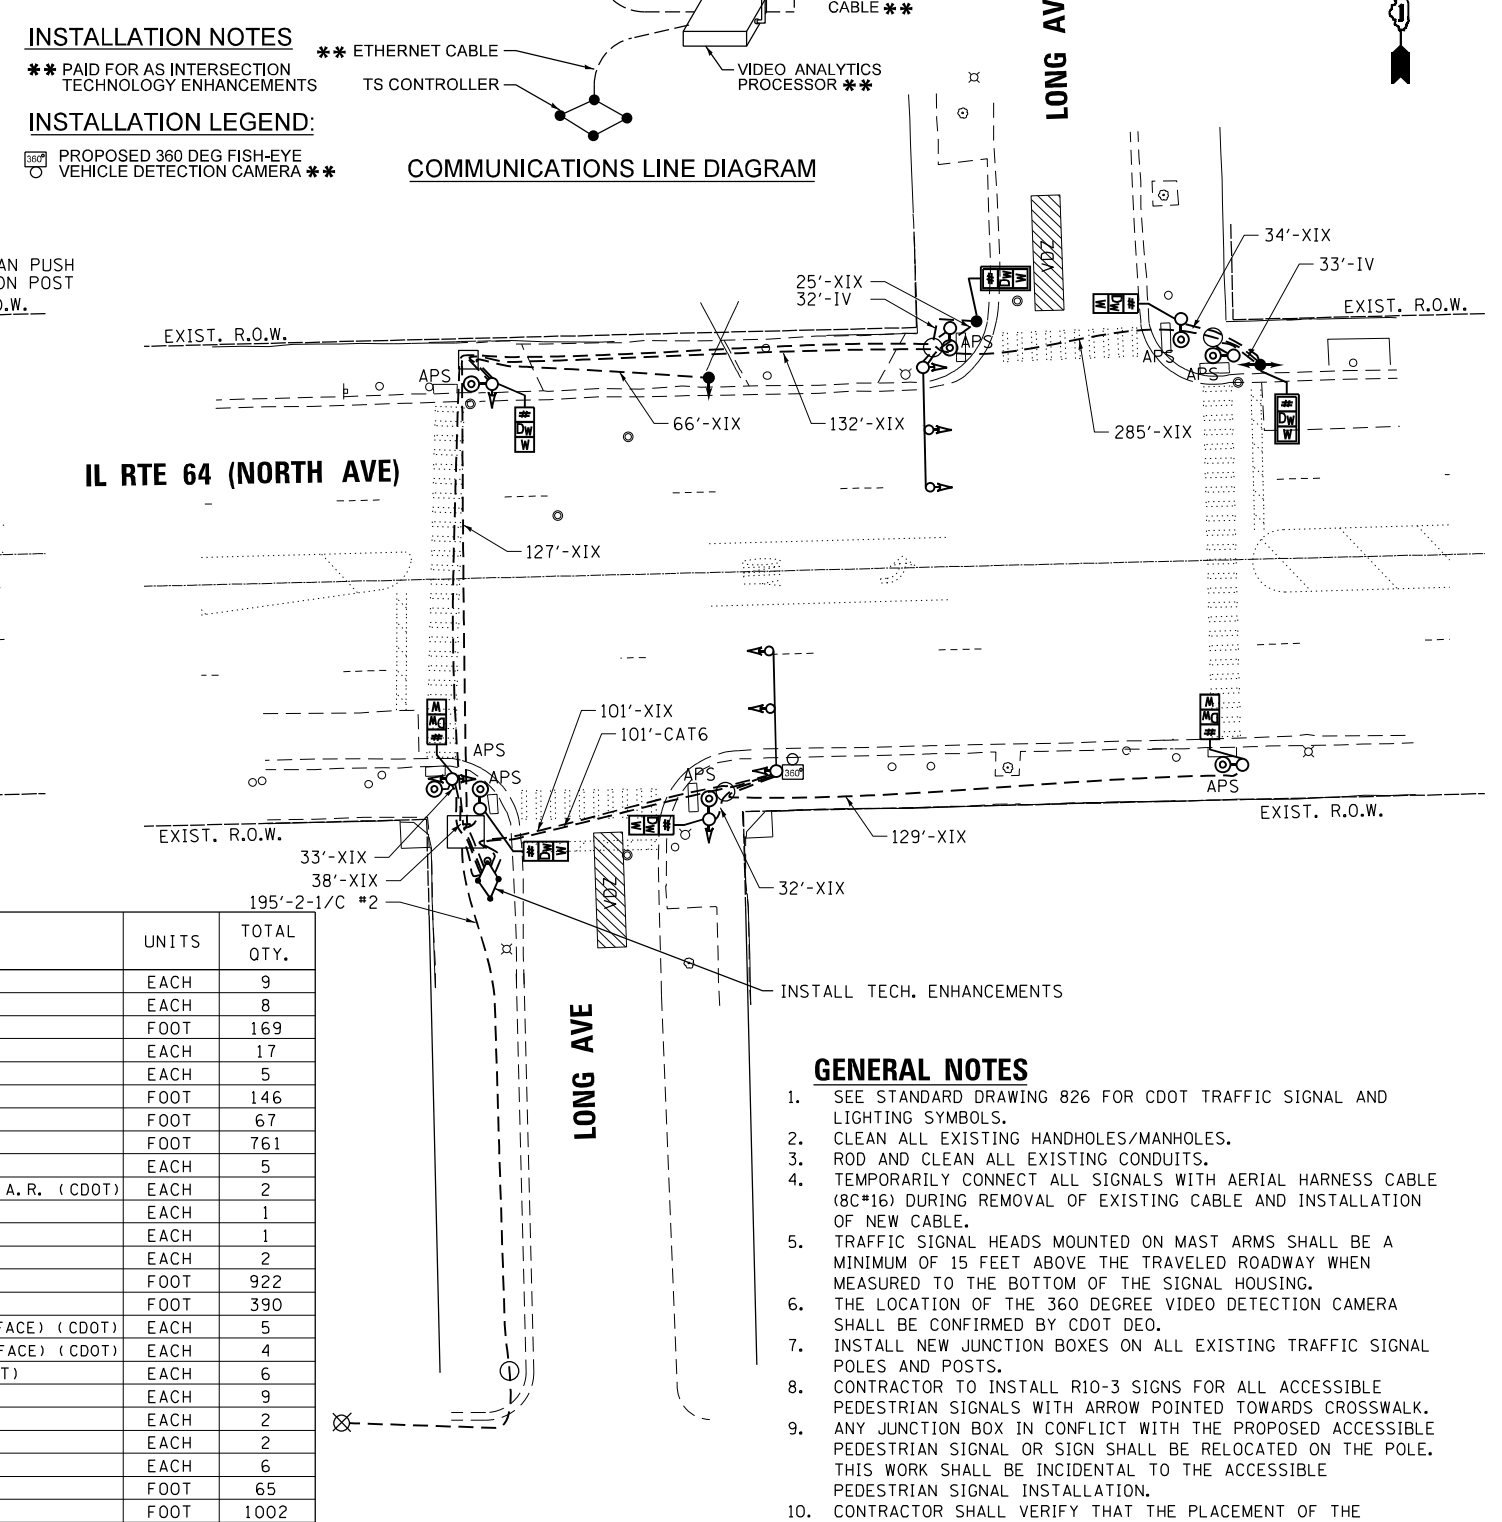 CABLE **
INSTALLATION NOTES
** PAID FOR AS INTERSECTION
TECHNOLOGY ENHANCEMENTS
** ETHERNET CABLE
TS CONTROLLER
VIDEO ANALYTICS
PROCESSOR **
INSTALLATION LEGEND:
360°
PROPOSED 360 DEG FISH-EYE
VEHICLE DETECTION CAMERA **
COMMUNICATIONS LINE DIAGRAM
LONG AV
AN PUSH
ON POST
O.W.
EXIST. R.O.W.
25'-XIX
32'-IV
# DW W
VDZ
# DW W
34'-XIX
33'-IV
EXIST. R.O.W.
APS
APS
APS
APS
# DW W
# DW W
66'-XIX
132'-XIX
285'-XIX
IL RTE 64 (NORTH AVE)
127'-XIX
# DW W
# DW W
101'-XIX
101'-CAT6
APS
APS
APS
360°
APS
EXIST. R.O.W.
EXIST. R.O.W.
# DW W
# DW W
129'-XIX
33'-XIX
38'-XIX
195'-2-1/C #2
VDZ
32'-XIX
INSTALL TECH. ENHANCEMENTS
LONG AVE
UNITS TOTAL QTY.
EACH 9
EACH 8
FOOT 169
EACH 17
EACH 5
FOOT 146
FOOT 67
FOOT 761
EACH 5
A.R. (CDOT) EACH 2
EACH 1
EACH 1
EACH 2
FOOT 922
FOOT 390
FACE) (CDOT) EACH 5
FACE) (CDOT) EACH 4
T) EACH 6
EACH 9
EACH 2
EACH 2
EACH 6
FOOT 65
FOOT 1002
GENERAL NOTES
1. SEE STANDARD DRAWING 826 FOR CDOT TRAFFIC SIGNAL AND
LIGHTING SYMBOLS.
2. CLEAN ALL EXISTING HANDHOLES/MANHOLES.
3. ROD AND CLEAN ALL EXISTING CONDUITS.
4. TEMPORARILY CONNECT ALL SIGNALS WITH AERIAL HARNESS CABLE
(8C#16) DURING REMOVAL OF EXISTING CABLE AND INSTALLATION
OF NEW CABLE.
5. TRAFFIC SIGNAL HEADS MOUNTED ON MAST ARMS SHALL BE A
MINIMUM OF 15 FEET ABOVE THE TRAVELED ROADWAY WHEN
MEASURED TO THE BOTTOM OF THE SIGNAL HOUSING.
6. THE LOCATION OF THE 360 DEGREE VIDEO DETECTION CAMERA
SHALL BE CONFIRMED BY CDOT DEO.
7. INSTALL NEW JUNCTION BOXES ON ALL EXISTING TRAFFIC SIGNAL
POLES AND POSTS.
8. CONTRACTOR TO INSTALL R10-3 SIGNS FOR ALL ACCESSIBLE
PEDESTRIAN SIGNALS WITH ARROW POINTED TOWARDS CROSSWALK.
9. ANY JUNCTION BOX IN CONFLICT WITH THE PROPOSED ACCESSIBLE
PEDESTRIAN SIGNAL OR SIGN SHALL BE RELOCATED ON THE POLE.
THIS WORK SHALL BE INCIDENTAL TO THE ACCESSIBLE
PEDESTRIAN SIGNAL INSTALLATION.
10. CONTRACTOR SHALL VERIFY THAT THE PLACEMENT OF THE